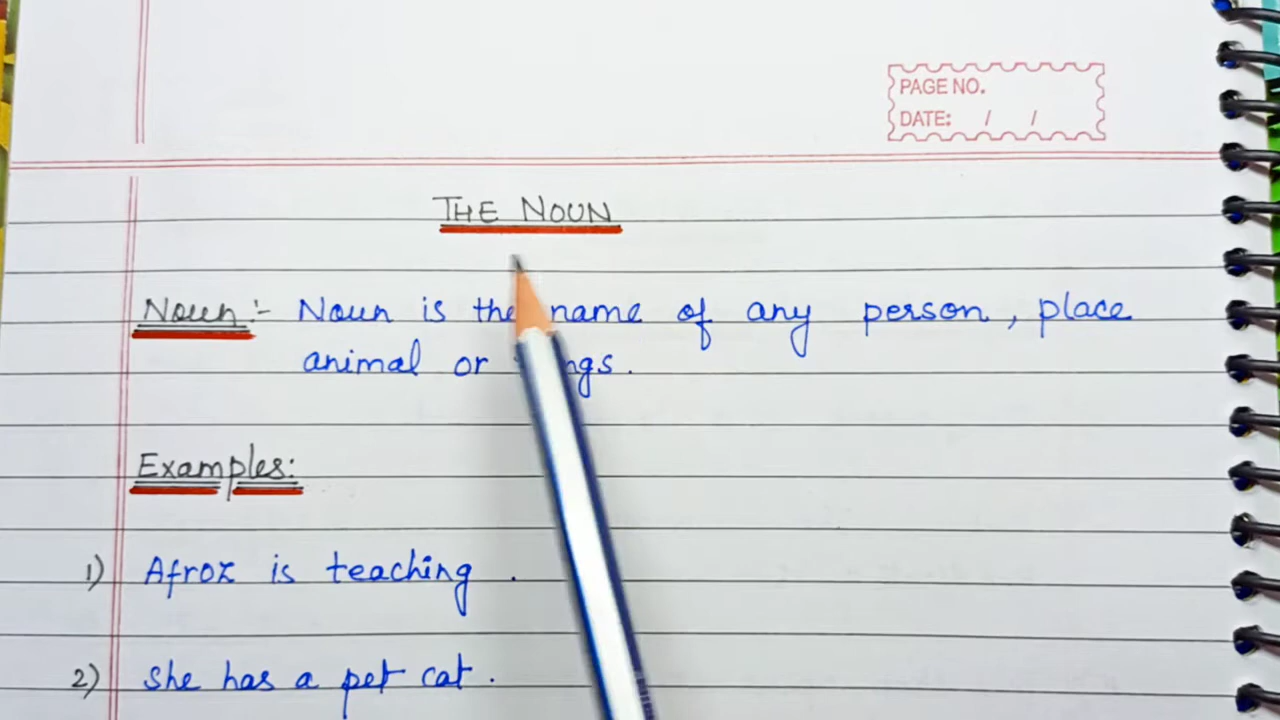 PAGE NO.
DATE: / /
THE NOUN
Noun :- Noun is the name of any person, place
animal or
Examples:
1) Afroz is teaching .
2) She has a pet cat .